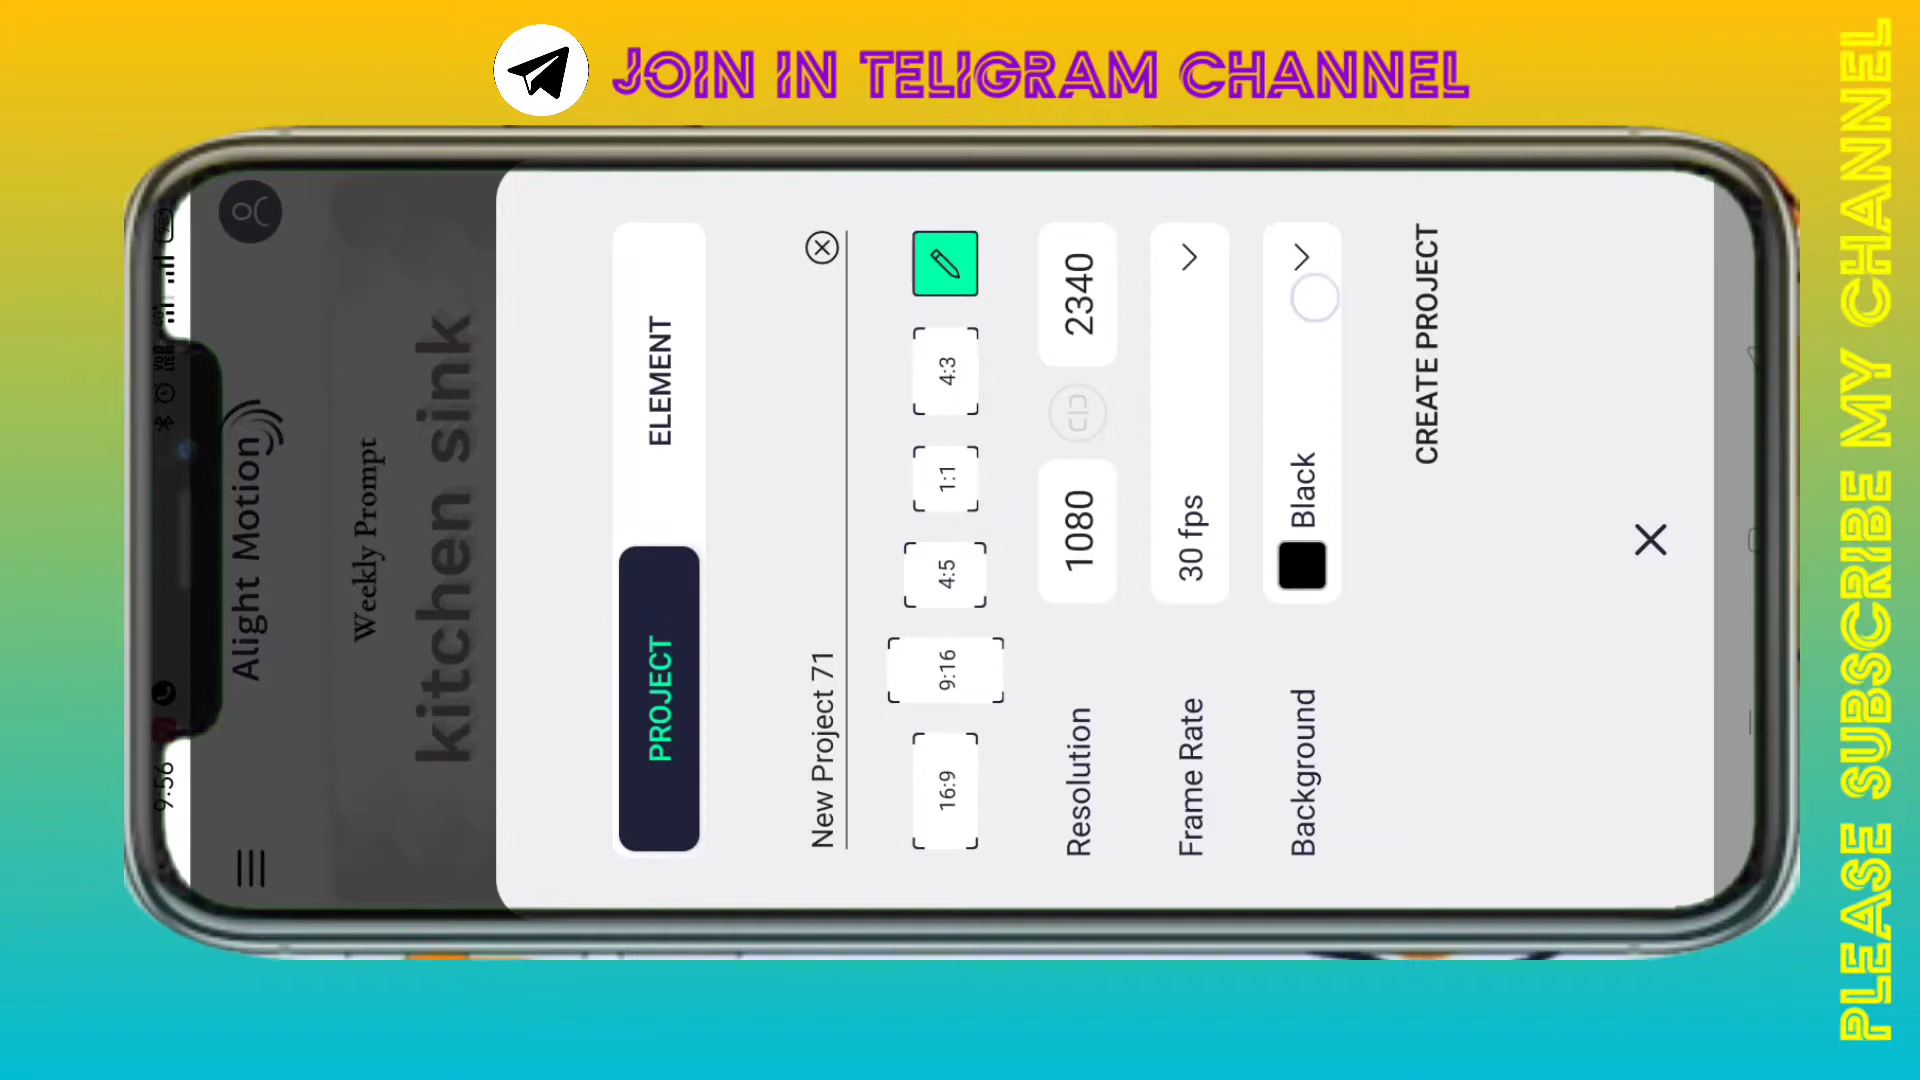 JOIN IN TELIGRAM CHANNEL
PLEASE SUBSCRIBE MY CHANNEL
9:56
Alight Motion
Weekly Prompt
kitchen sink
PROJECT
ELEMENT
New Project 71
16:9
9:16
4:5
1:1
4:3
Resolution
1080
2340
Frame Rate
30 fps
Background
Black
CREATE PROJECT